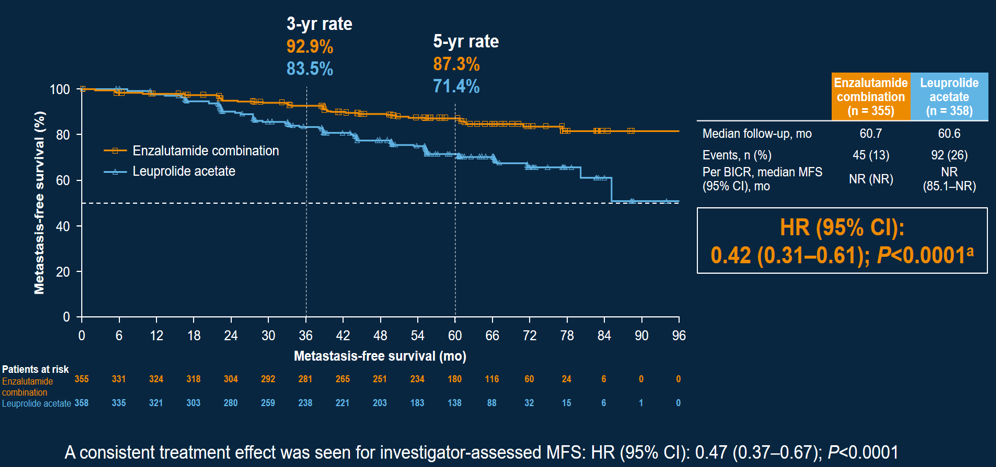 3-yr rate
92.9%
83.5%
5-yr rate
87.3%
71.4%
Metastasis-free survival (%)
100
80
60
40
20
0
Enzalutamide combination
Leuprolide acetate
0 6 12 18 24 30 36 42 48 54 60 66 72 78 84 90 96
Metastasis-free survival (mo)
Patients at risk
Enzalutamide
combination
355 331 324 318 304 292 281 265 251 234 180 116 60 24 6 0 0
Leuprolide acetate 358 335 321 303 280 259 238 221 203 183 138 88 32 15 6 1 0
Enzalutamide combination (n = 355)
Leuprolide acetate (n = 358)
Median follow-up, mo 60.7 60.6
Events, n (%) 45 (13) 92 (26)
Per BICR, median MFS (95% CI), mo NR (NR) NR (85.1–NR)
HR (95% CI):
0.42 (0.31–0.61); P<0.0001a
A consistent treatment effect was seen for investigator-assessed MFS: HR (95% CI): 0.47 (0.37–0.67); P<0.0001